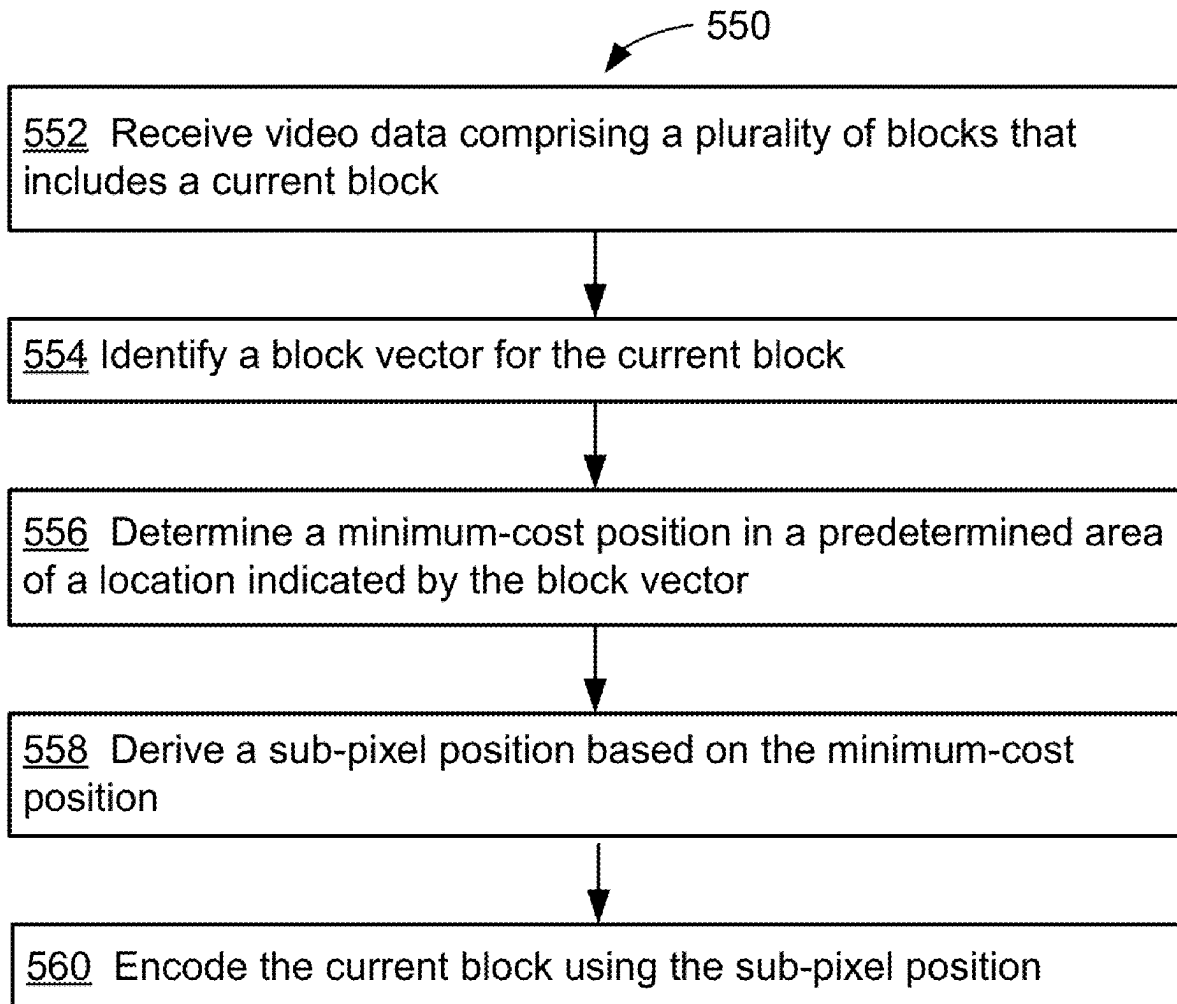 550
552 Receive video data comprising a plurality of blocks that
includes a current block
554 Identify a block vector for the current block
556 Determine a minimum-cost position in a predetermined area
of a location indicated by the block vector
558 Derive a sub-pixel position based on the minimum-cost
position
560 Encode the current block using the sub-pixel position